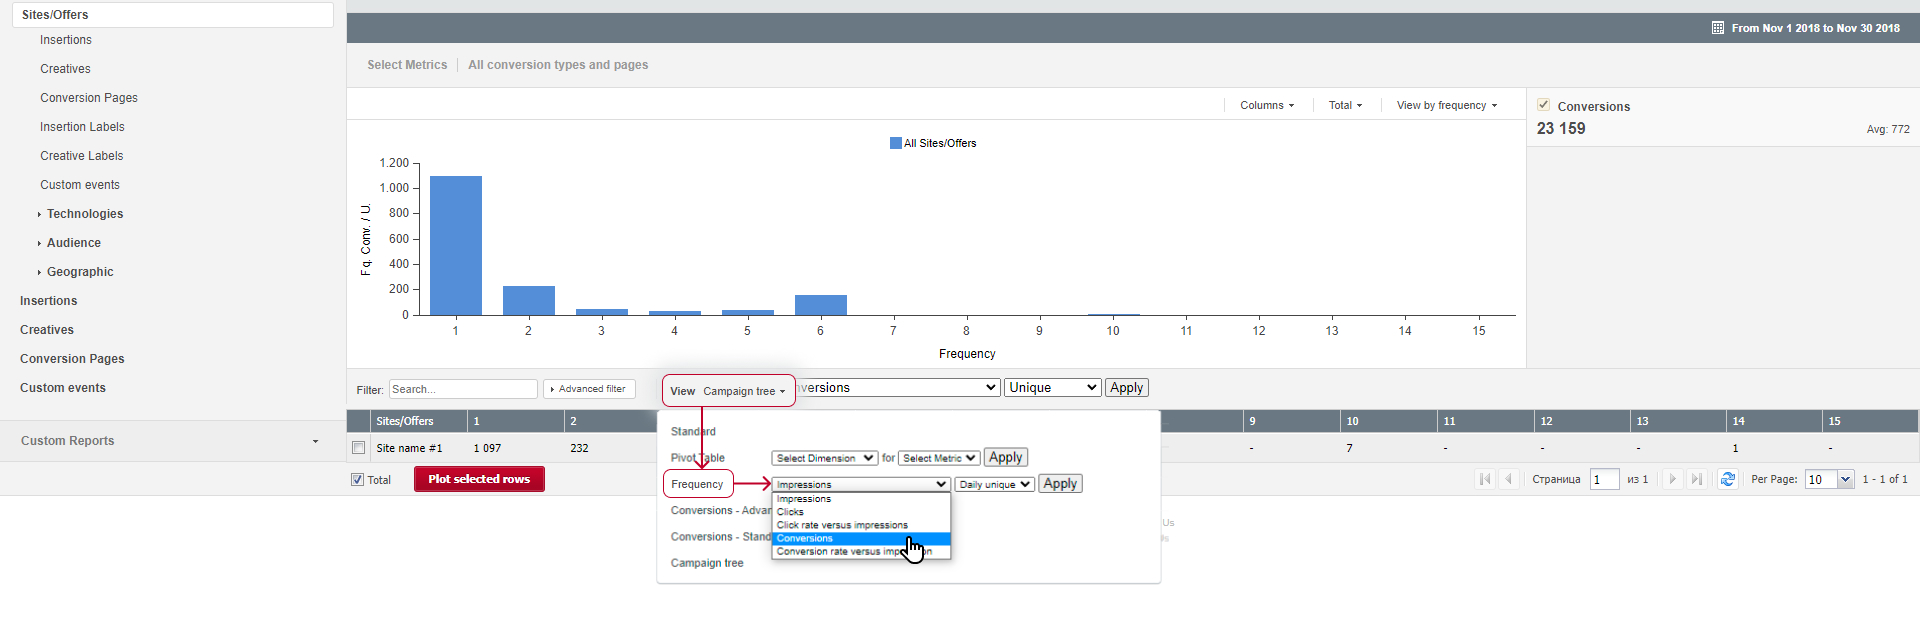 Sites/Offers
Insertions
Creatives
Conversion Pages
Insertion Labels
Creative Labels
Custom events
Technologies
Audience
Geographic
Insertions
Creatives
Conversion Pages
Custom events
Custom Reports
From Nov 1 2018 to Nov 30 2018
Select Metrics All conversion types and pages
Columns Total View by frequency
Conversions
23 159 Avg: 772
All Sites/Offers
1.200
1.000
800
600
400
200
0
Fq. Conv. / U.
1 2 3 4 5 6 7 8 9 10 11 12 13 14 15
Frequency
Filter: Search... Advanced filter View Campaign tree Unique Apply
Sites/Offers 1 2 9 10 11 12 13 14 15
Site name #1 1 097 232 - 7 - - - 1 -
Total Plot selected rows
Страница 1 из 1 Per Page: 10 1 - 1 of 1
Standard
Pivot Table Select Dimension for Select Metric Apply
Frequency Impressions Daily unique Apply
Impressions
Clicks
Click rate versus impressions
Conversions
Conversion rate versus
Conversions -
Conversions -
Campaign tree
Us